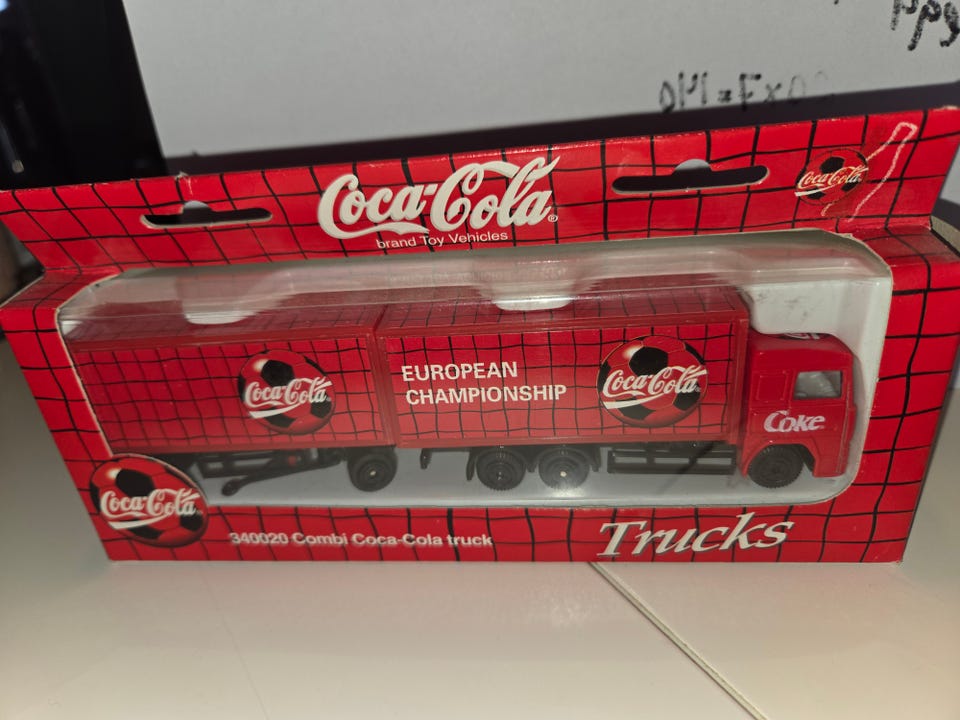 Coca-Cola
brand Toy Vehicles
Coca-Cola
Coca-Cola
EUROPEAN
CHAMPIONSHIP
Coca-Cola
Coke
Coca-Cola
340020 Combi Coca-Cola truck
Trucks